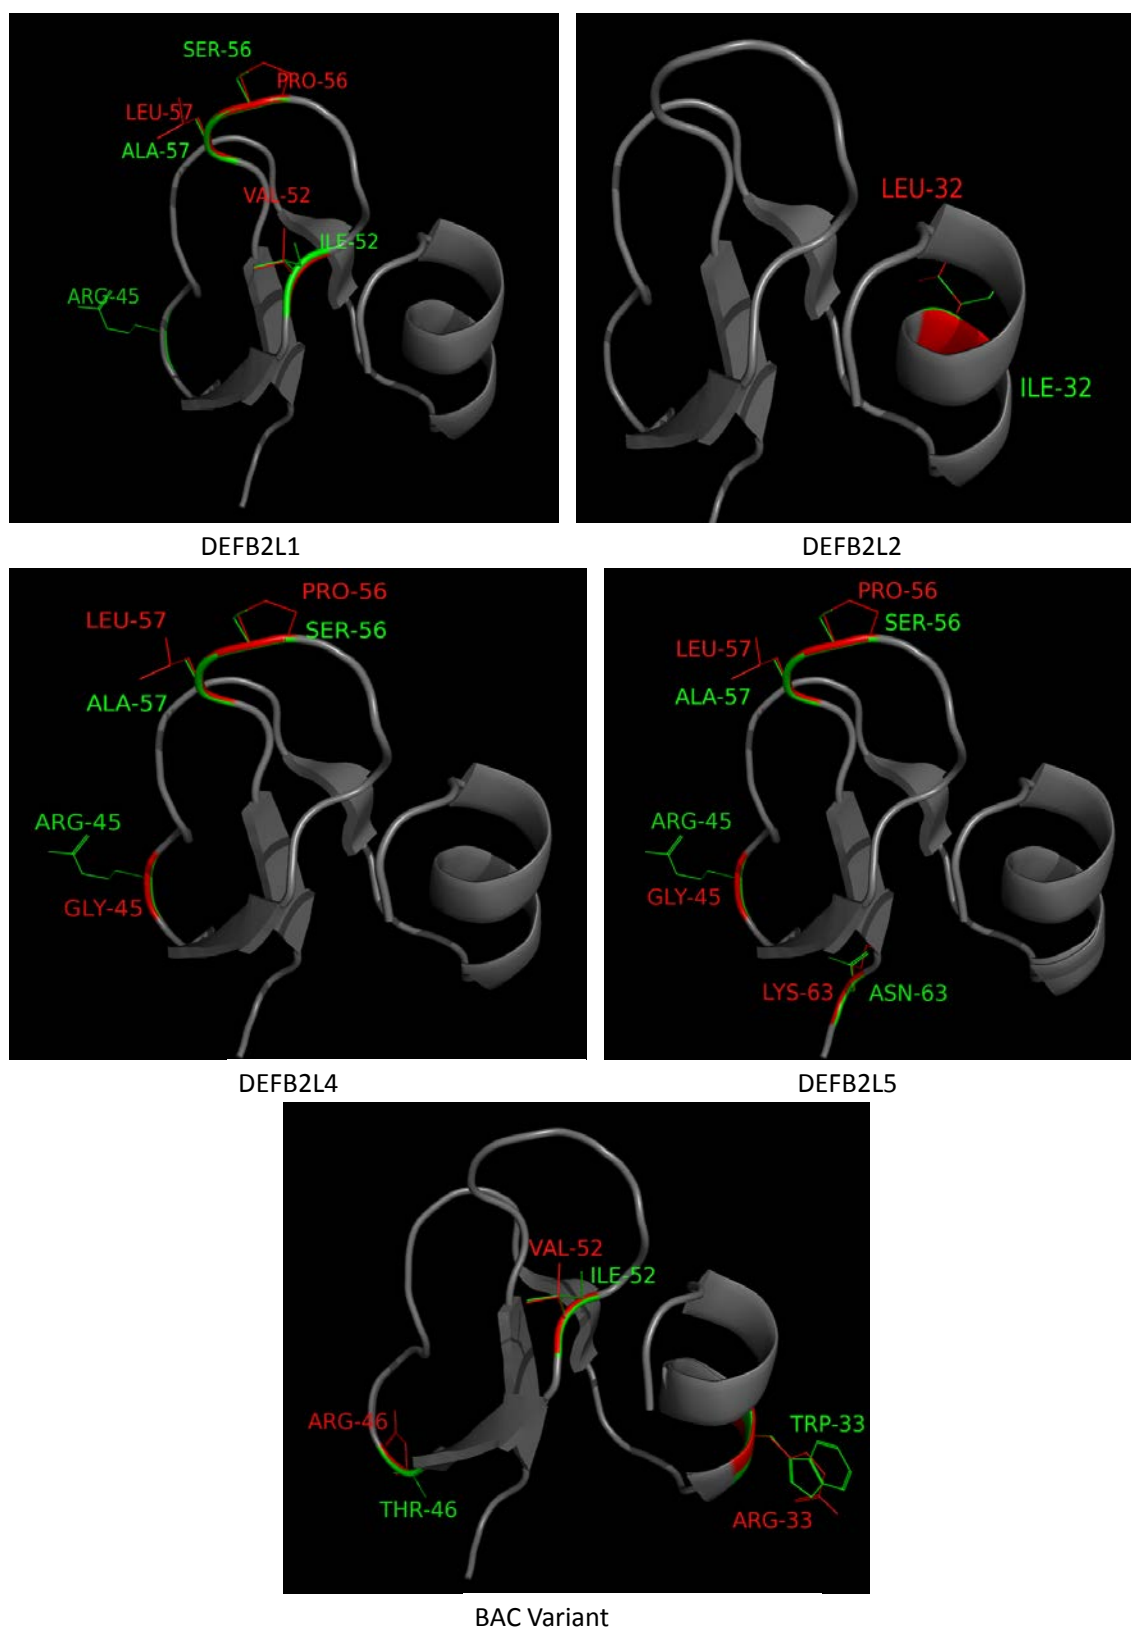 SER-56
PRO-56
LEU-57
ALA-57
VAL-52
ILE-52
ARG-45
DEFB2L1
LEU-32
ILE-32
DEFB2L2
PRO-56
LEU-57
SER-56
ALA-57
ARG-45
GLY-45
DEFB2L4
PRO-56
SER-56
LEU-57
ALA-57
ARG-45
GLY-45
LYS-63
ASN-63
DEFB2L5
VAL-52
ILE-52
ARG-46
TRP-33
THR-46
ARG-33
BAC Variant